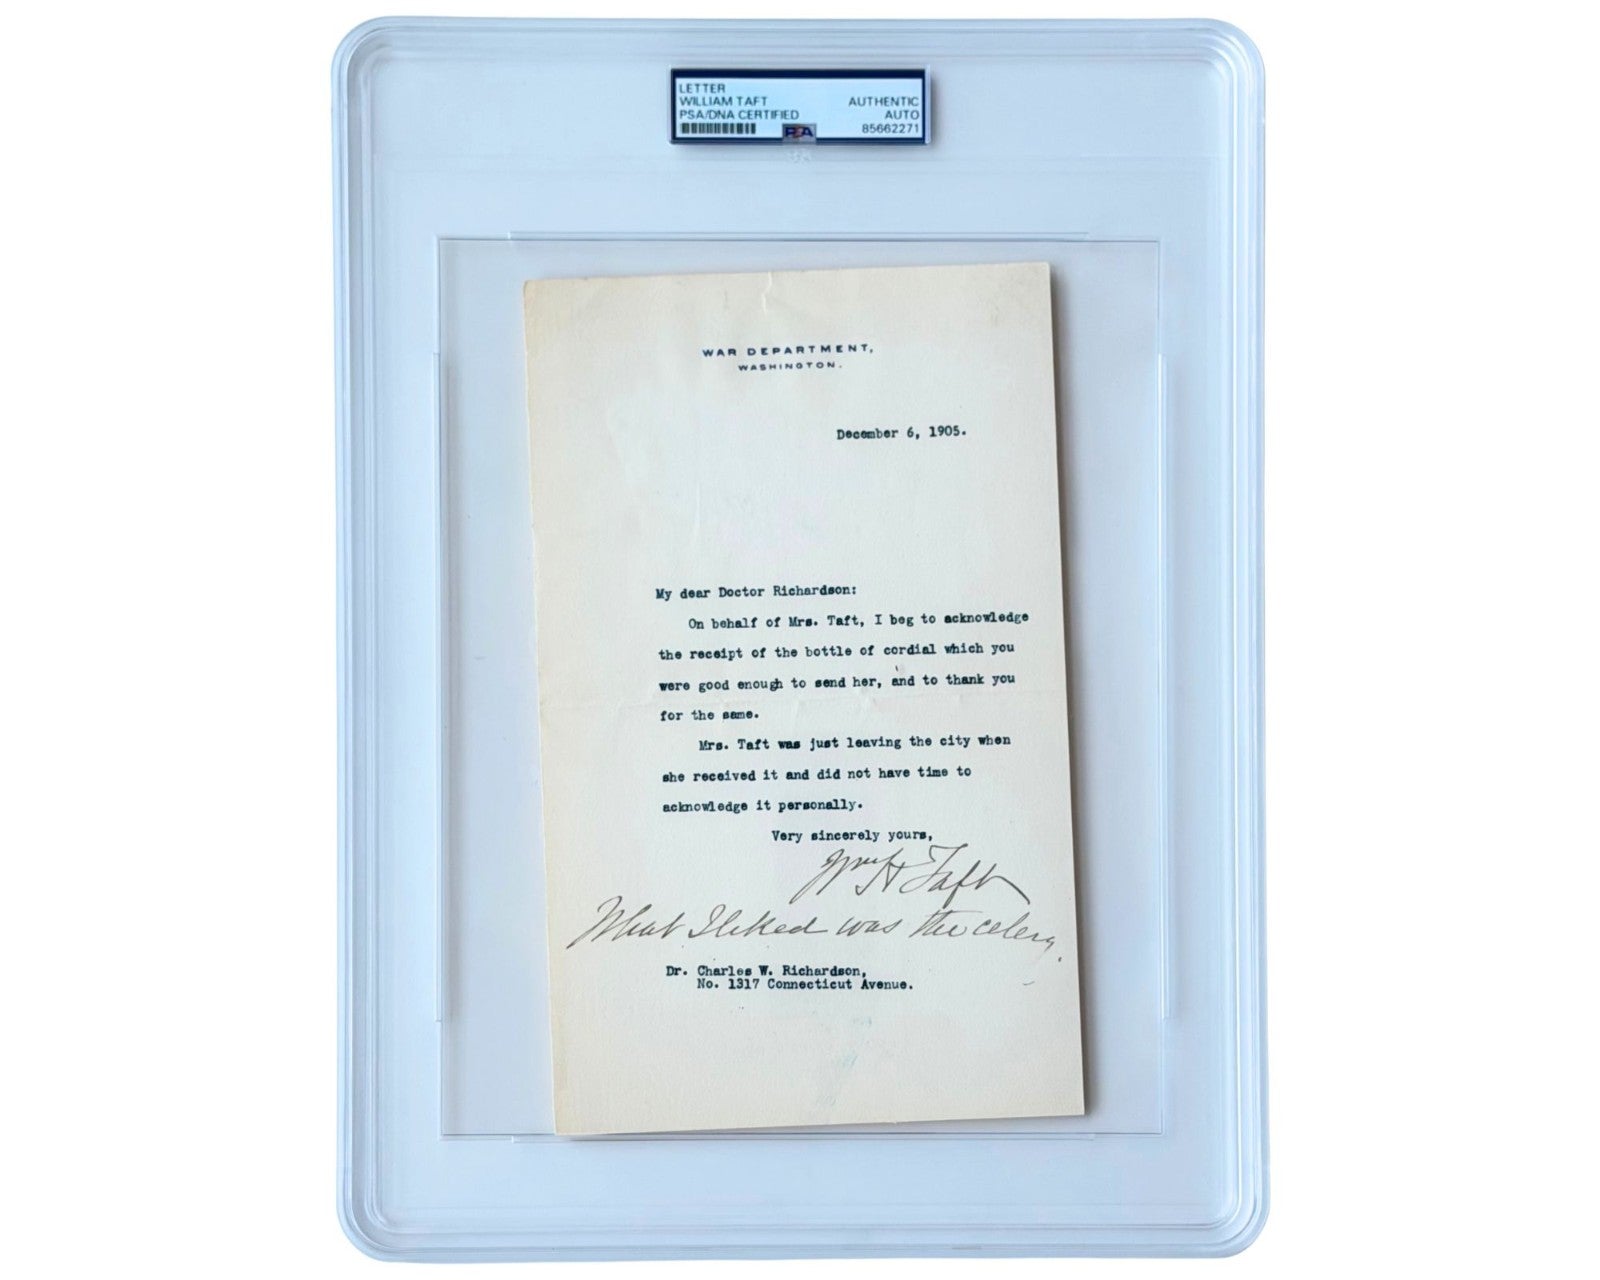 LETTER
WILLIAM TAFT
PSA/DNA CERTIFIED
AUTHENTIC
AUTO
85662271
PSA
WAR DEPARTMENT,
WASHINGTON.
December 6, 1905.
My dear Doctor Richardson:
On behalf of Mrs. Taft, I beg to acknowledge
the receipt of the bottle of cordial which you
were good enough to send her, and to thank you
for the same.
Mrs. Taft was just leaving the city when
she received it and did not have time to
acknowledge it personally.
Very sincerely yours,
Wm H Taft
What I liked was the celery.
Dr. Charles W. Richardson,
No. 1317 Connecticut Avenue.